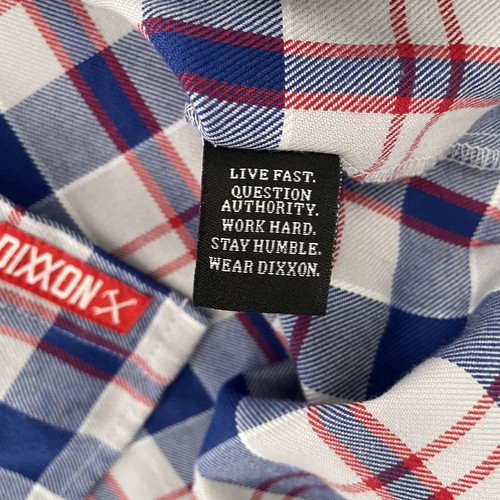 LIVE FAST.
QUESTION
AUTHORITY.
WORK HARD.
STAY HUMBLE.
WEAR DIXXON.
DIXXON